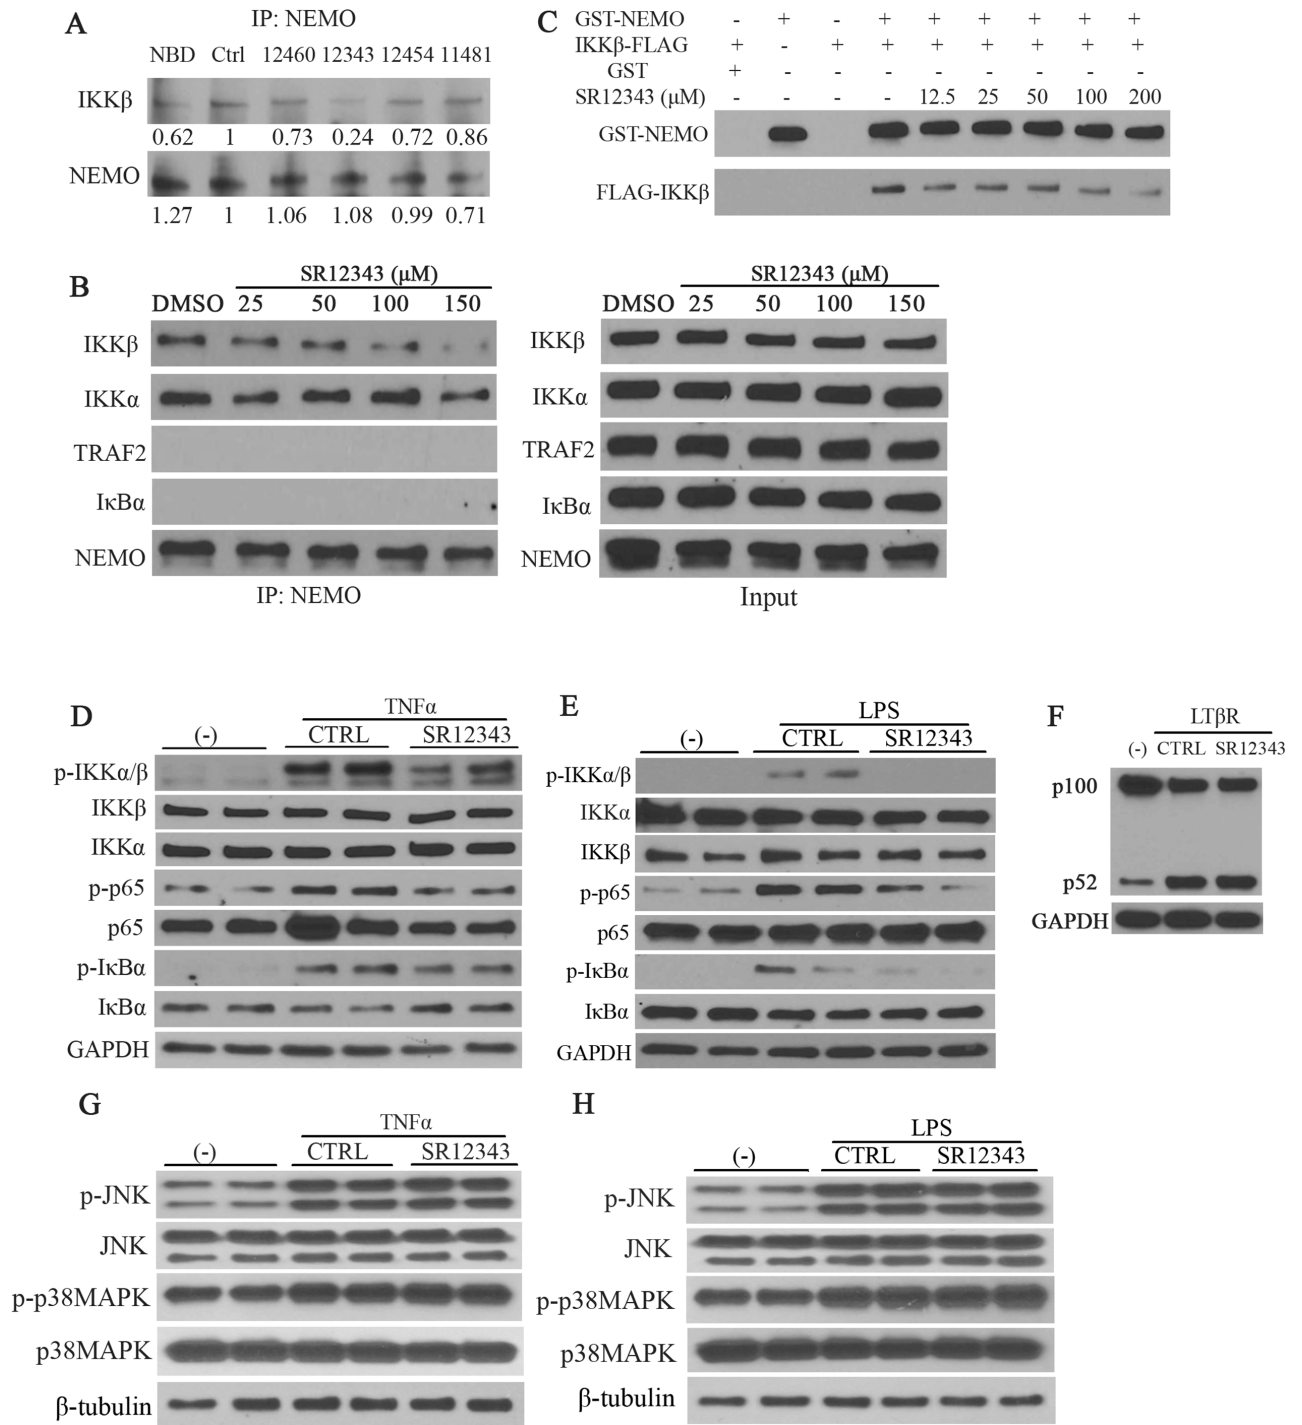 A
IP: NEMO
NBD Ctrl 12460 12343 12454 11481
IKKβ
0.62 1 0.73 0.24 0.72 0.86
NEMO
1.27 1 1.06 1.08 0.99 0.71
C
GST-NEMO - + - + + + + + +
IKKβ-FLAG + - + + + + + + +
GST + - - - - - - - -
SR12343 (μM) - - - - 12.5 25 50 100 200
GST-NEMO
FLAG-IKKβ
B
SR12343 (μM)
DMSO 25 50 100 150
IKKβ
IKKα
TRAF2
IκBα
NEMO
IP: NEMO
SR12343 (μM)
DMSO 25 50 100 150
IKKβ
IKKα
TRAF2
IκBα
NEMO
Input
D
TNFα
(-) CTRL SR12343
p-IKKα/β
IKKβ
IKKα
p-p65
p65
p-IκBα
IκBα
GAPDH
E
LPS
(-) CTRL SR12343
p-IKKα/β
IKKα
IKKβ
p-p65
p65
p-IκBα
IκBα
GAPDH
F
LTβR
(-) CTRL SR12343
p100
p52
GAPDH
G
TNFα
(-) CTRL SR12343
p-JNK
JNK
p-p38MAPK
p38MAPK
β-tubulin
H
LPS
(-) CTRL SR12343
p-JNK
JNK
p-p38MAPK
p38MAPK
β-tubulin